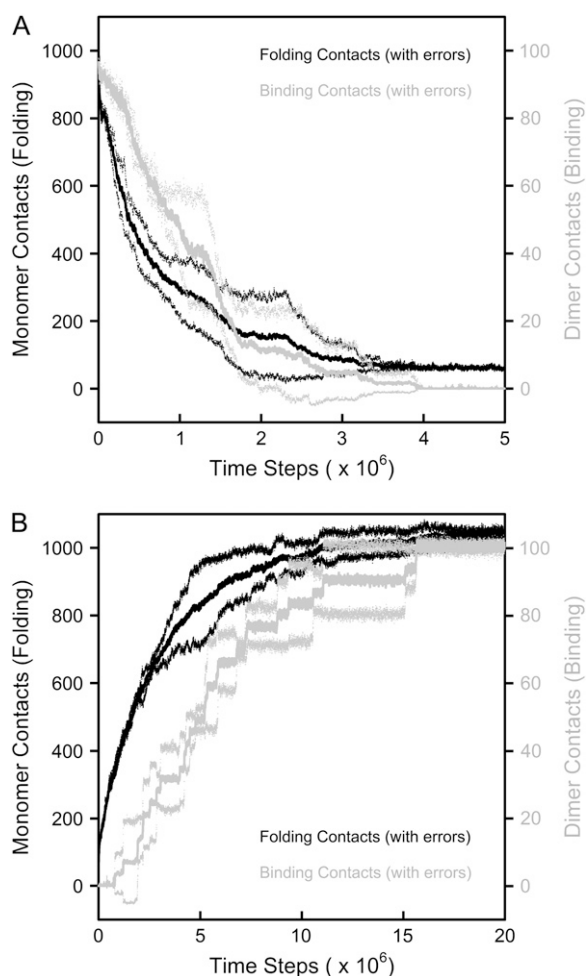 A
Folding Contacts (with errors)
Binding Contacts (with errors)
Monomer Contacts (Folding)
1000
800
600
400
200
0
Dimer Contacts (Binding)
100
80
60
40
20
0
0 1 2 3 4 5
Time Steps ( x 10⁶)
B
Monomer Contacts (Folding)
1000
800
600
400
200
0
Dimer Contacts (Binding)
100
80
60
40
20
0
Folding Contacts (with errors)
Binding Contacts (with errors)
0 5 10 15 20
Time Steps ( x 10⁶)